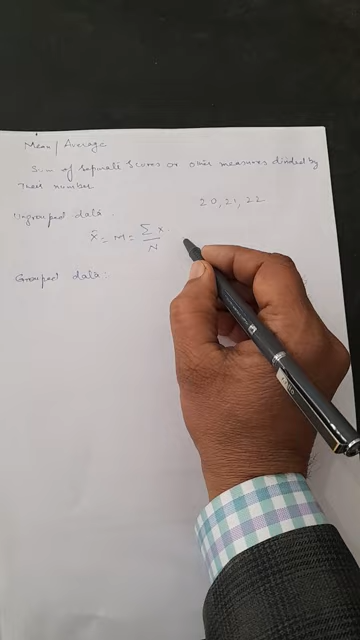 Mean / Average
Sum of separate scores or other measures divided by
their number.
Ungrouped data.
20, 21, 22
x̄ = M = Σx / N
Grouped data: